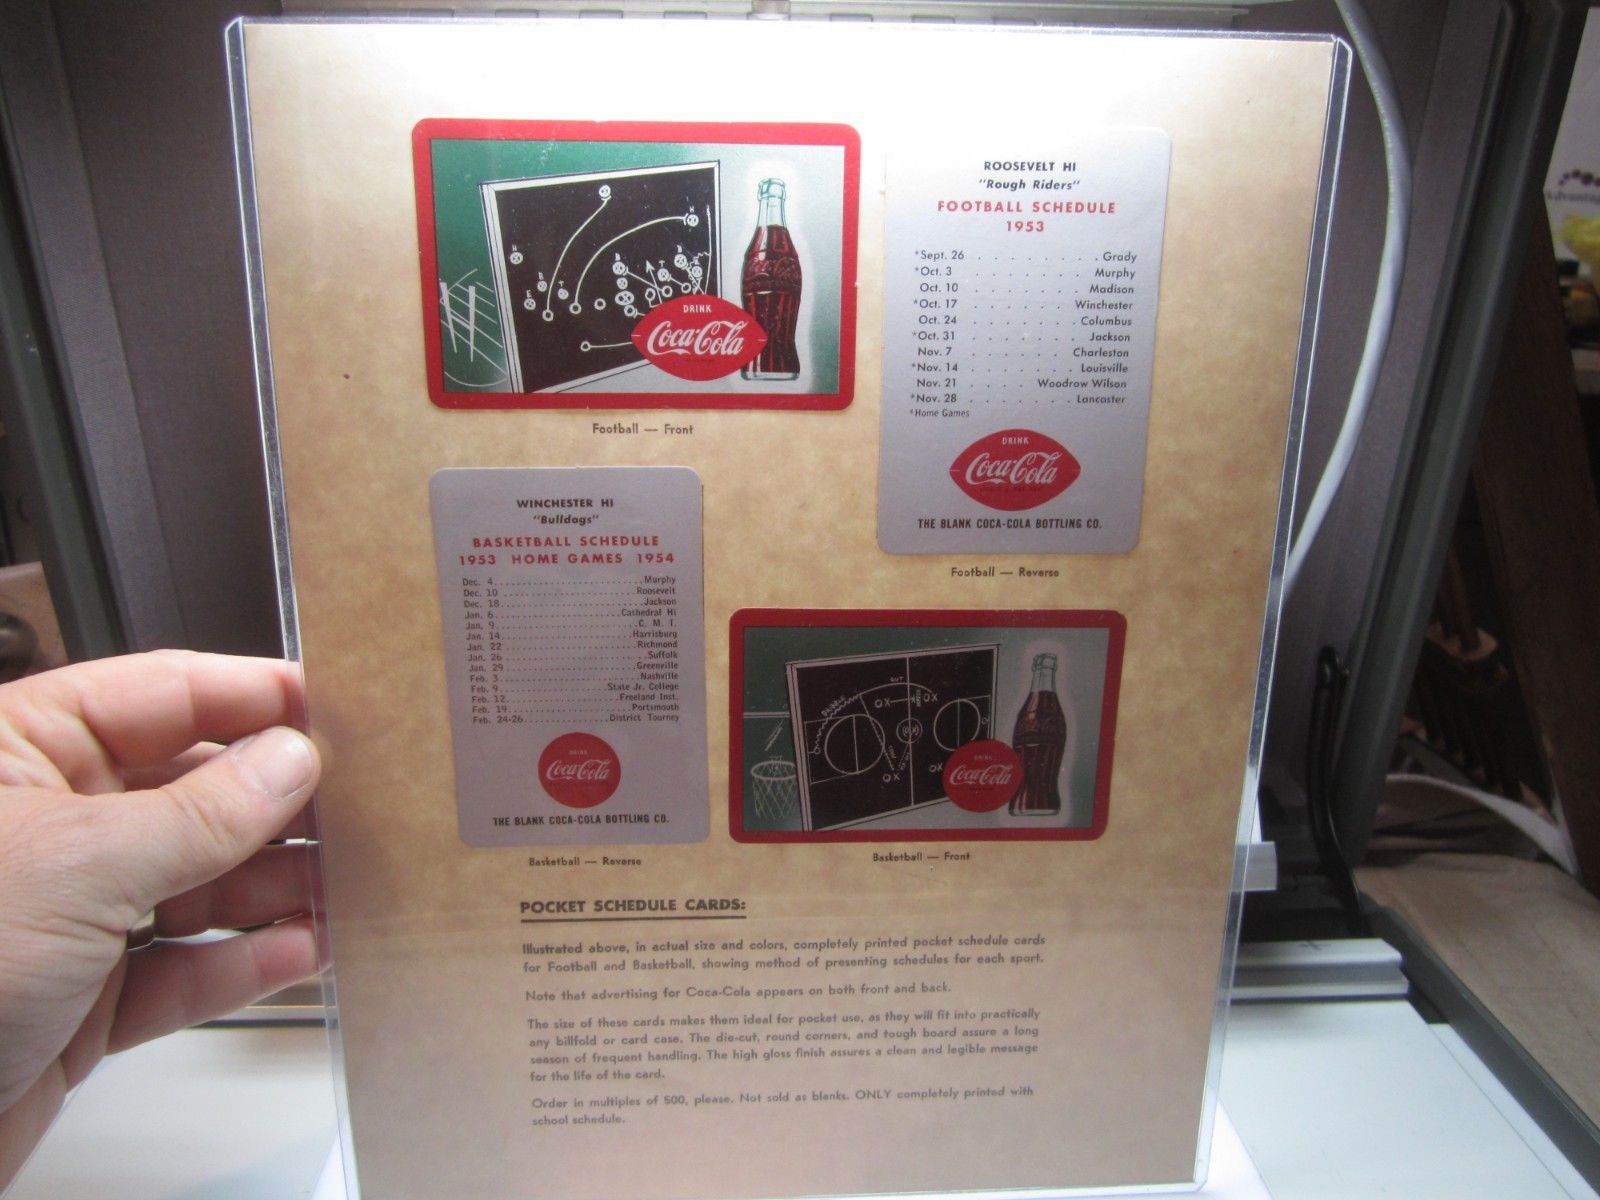 DRINK
Coca-Cola
Coca-Cola
Football — Front
ROOSEVELT HI
"Rough Riders"
FOOTBALL SCHEDULE
1953
*Sept. 26 . . . . . . . . Grady
*Oct. 3 . . . . . . . Murphy
Oct. 10 . . . . . . . Madison
*Oct. 17 . . . . . . Winchester
Oct. 24 . . . . . . . Columbus
*Oct. 31 . . . . . . . Jackson
Nov. 7 . . . . . . Charleston
*Nov. 14 . . . . . . . Louisville
Nov. 21 . . . . Woodrow Wilson
*Nov. 28 . . . . . . . Lancaster
*Home Games
DRINK
Coca-Cola
THE BLANK COCA-COLA BOTTLING CO.
Football — Reverse
WINCHESTER HI
"Bulldogs"
BASKETBALL SCHEDULE
1953 HOME GAMES 1954
Dec. 4..........................Murphy
Dec. 10........................Roosevelt
Dec. 18..........................Jackson
Jan. 6......................Cathedral Hi
Jan. 9..........................C. M. I.
Jan. 14.......................Harrisburg
Jan. 22.........................Richmond
Jan. 26..........................Suffolk
Jan. 29.......................Greenville
Feb. 3.........................Nashville
Feb. 9.................State Jr. College
Feb. 12...................Freeland Inst.
Feb. 19.......................Portsmouth
Feb. 24-26..............District Tourney
DRINK
Coca-Cola
THE BLANK COCA-COLA BOTTLING CO.
Basketball — Reverse
OUT
DRIBBLE
DRINK
Coca-Cola
Coca-Cola
Basketball — Front
POCKET SCHEDULE CARDS:
Illustrated above, in actual size and colors, completely printed pocket schedule cards
for Football and Basketball, showing method of presenting schedules for each sport.
Note that advertising for Coca-Cola appears on both front and back.
The size of these cards makes them ideal for pocket use, as they will fit into practically
any billfold or card case. The die-cut, round corners, and tough board assure a long
season of frequent handling. The high gloss finish assures a clean and legible message
for the life of the card.
Order in multiples of 500, please. Not sold as blanks. ONLY completely printed with
school schedule.